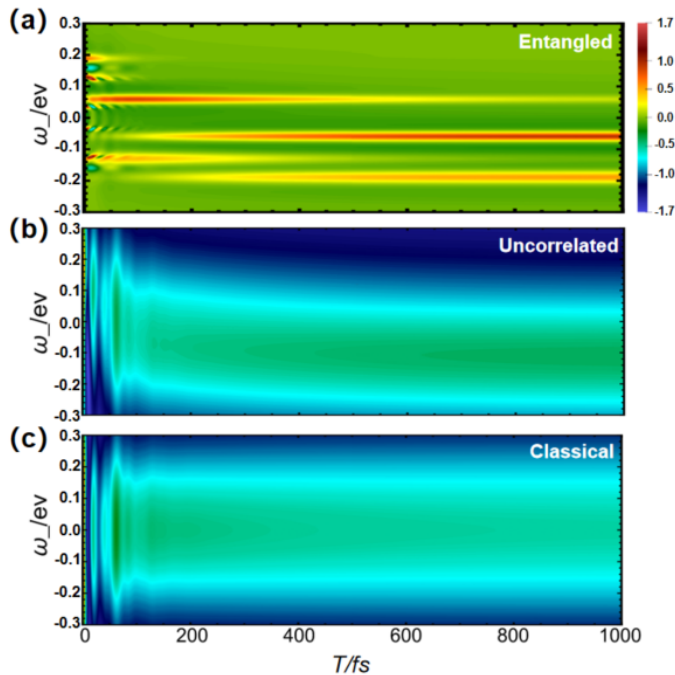 (a)
Entangled
ω_/ev
0.3
0.2
0.1
0.0
-0.1
-0.2
-0.3
1.7
1.0
0.5
0.0
-0.5
-1.0
-1.7
(b)
Uncorrelated
ω_/ev
0.3
0.2
0.1
0.0
-0.1
-0.2
-0.3
(c)
Classical
ω_/ev
0.3
0.2
0.1
0.0
-0.1
-0.2
-0.3
0 200 400 600 800 1000
T/fs